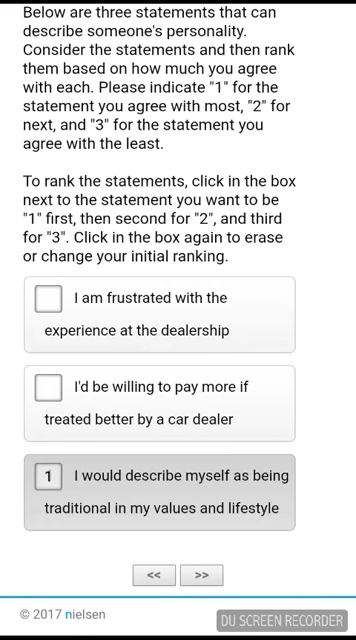 Below are three statements that can
describe someone's personality.
Consider the statements and then rank
them based on how much you agree
with each. Please indicate "1" for the
statement you agree with most, "2" for
next, and "3" for the statement you
agree with the least.
To rank the statements, click in the box
next to the statement you want to be
"1" first, then second for "2", and third
for "3". Click in the box again to erase
or change your initial ranking.
I am frustrated with the
experience at the dealership
I'd be willing to pay more if
treated better by a car dealer
1 I would describe myself as being
traditional in my values and lifestyle
<< >>
© 2017 nielsen
DU SCREEN RECORDER